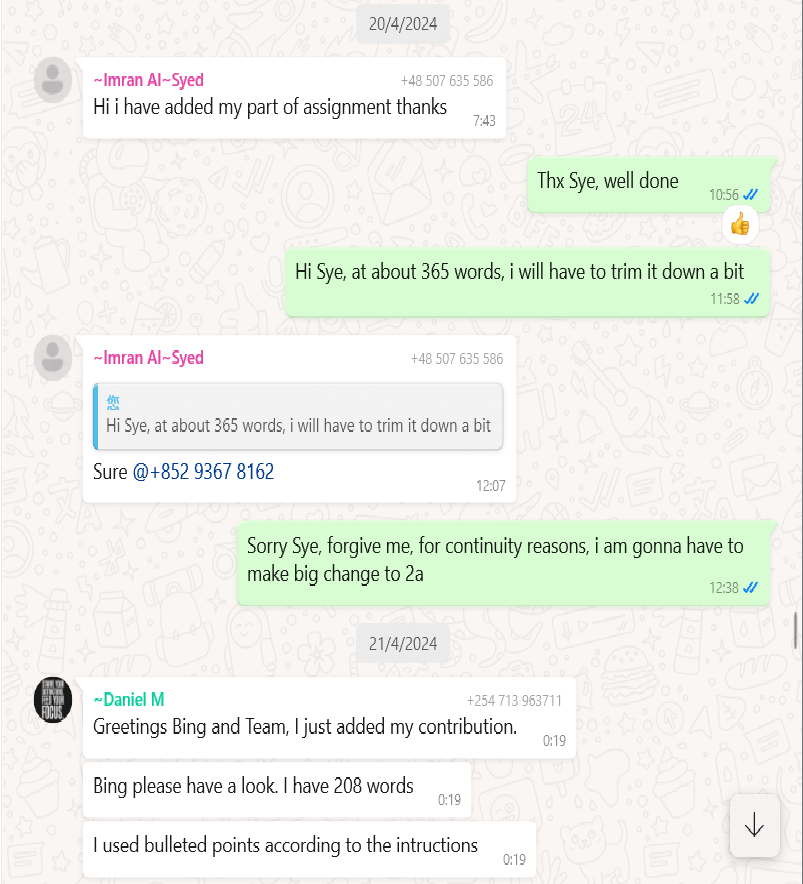 20/4/2024
~Imran Al~Syed +48 507 635 586
Hi i have added my part of assignment thanks
7:43
Thx Sye, well done
10:56
Hi Sye, at about 365 words, i will have to trim it down a bit
11:58
~Imran Al~Syed +48 507 635 586
您
Hi Sye, at about 365 words, i will have to trim it down a bit
Sure @+852 9367 8162
12:07
Sorry Sye, forgive me, for continuity reasons, i am gonna have to
make big change to 2a
12:38
21/4/2024
~Daniel M +254 713 963711
Greetings Bing and Team, I just added my contribution.
0:19
Bing please have a look. I have 208 words
0:19
I used bulleted points according to the intructions
0:19